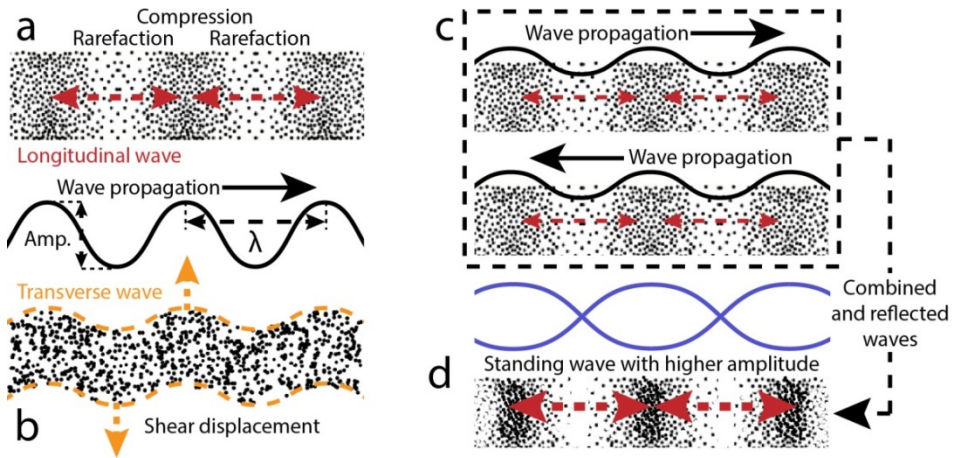 a
Compression
Rarefaction Rarefaction
Longitudinal wave
Wave propagation
Amp.
λ
Transverse wave
b
Shear displacement
c
Wave propagation
Wave propagation
Combined
and reflected
waves
d
Standing wave with higher amplitude